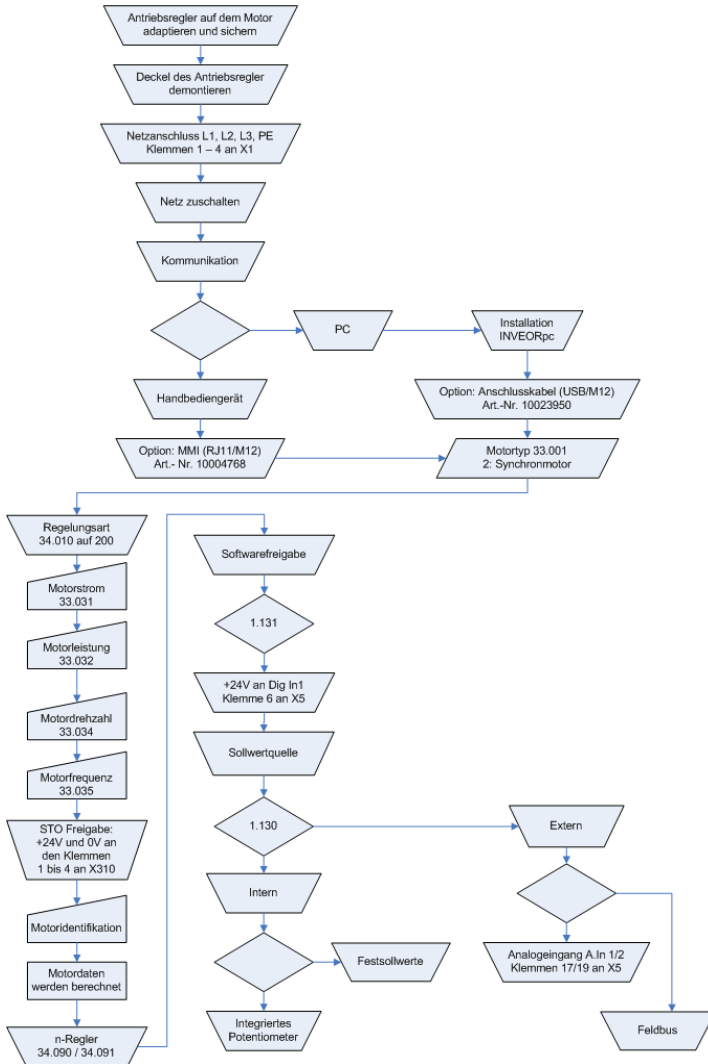 Antriebsregler auf dem Motor
adaptieren und sichern
Deckel des Antriebsregler
demontieren
Netzanschluss L1, L2, L3, PE
Klemmen 1 – 4 an X1
Netz zuschalten
Kommunikation
PC
Installation
INVEORpc
Handbediengerät
Option: Anschlusskabel (USB/M12)
Art.-Nr. 10023950
Option: MMI (RJ11/M12)
Art.- Nr. 10004768
Motortyp 33.001
2: Synchronmotor
Regelungsart
34.010 auf 200
Motorstrom
33.031
Motorleistung
33.032
Motordrehzahl
33.034
Motorfrequenz
33.035
STO Freigabe:
+24V und 0V an
den Klemmen
1 bis 4 an X310
Motoridentifikation
Motordaten
werden berechnet
n-Regler
34.090 / 34.091
Softwarefreigabe
1.131
+24V an Dig In1
Klemme 6 an X5
Sollwertquelle
1.130
Extern
Intern
Festsollwerte
Integriertes
Potentiometer
Analogeingang A.In 1/2
Klemmen 17/19 an X5
Feldbus